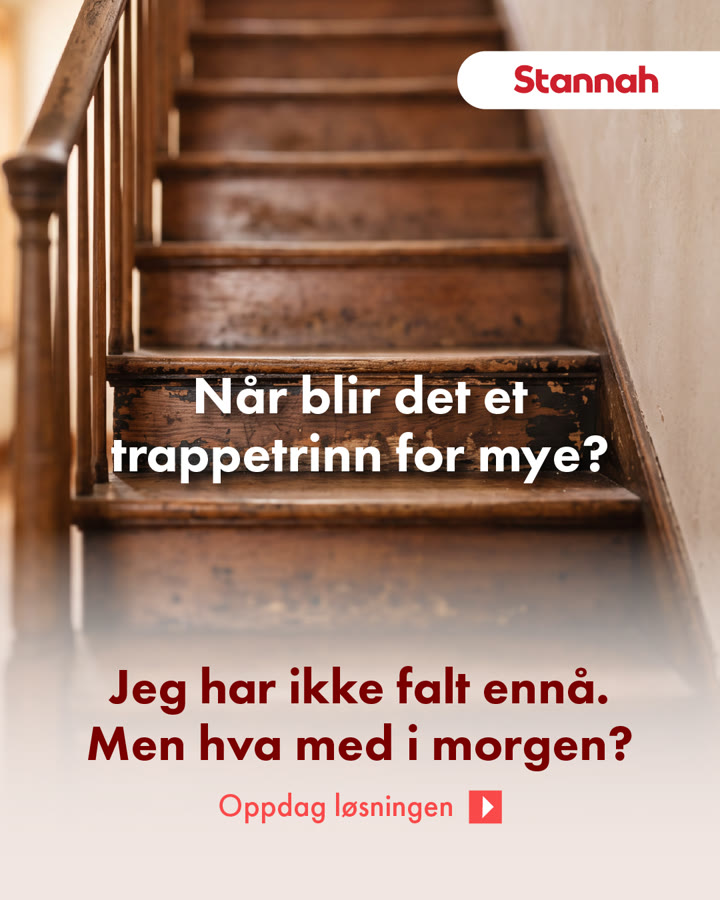 Stannah
Når blir det et
trappetrinn for mye?
Jeg har ikke falt ennå.
Men hva med i morgen?
Oppdag løsningen